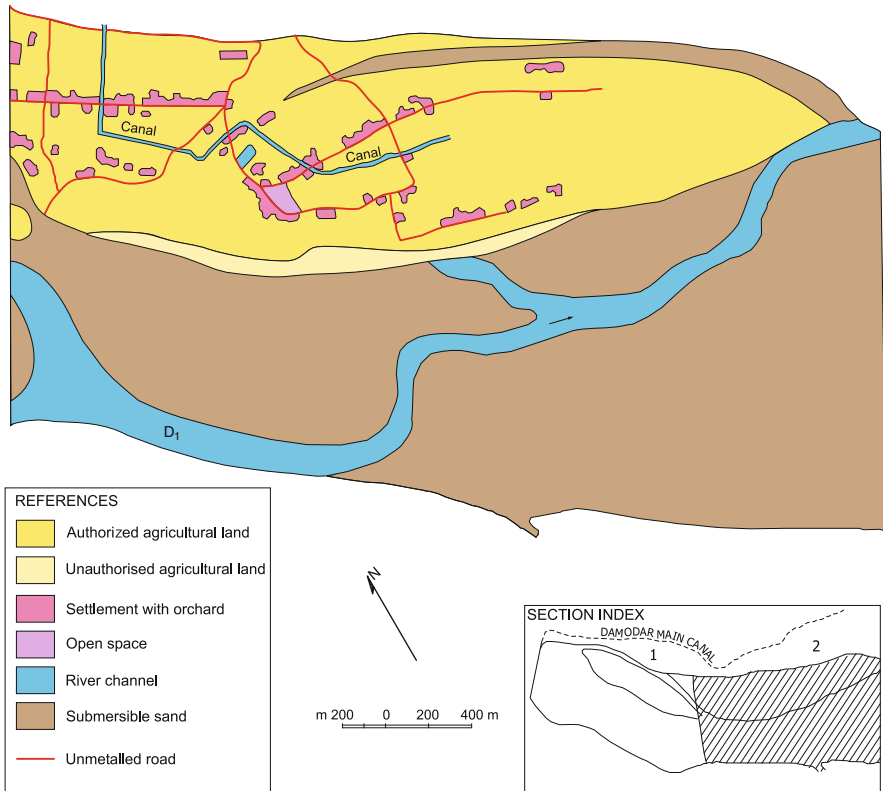 Canal
Canal
D1
REFERENCES
Authorized agricultural land
Unauthorised agricultural land
Settlement with orchard
Open space
River channel
Submersible sand
Unmetalled road
N
m 200 0 200 400 m
SECTION INDEX
DAMODAR MAIN CANAL
1
2